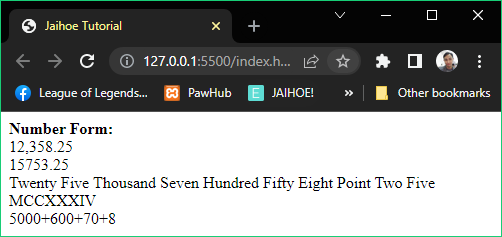 Jaihoe Tutorial
127.0.0.1:5500/index.h...
League of Legends... PawHub E JAIHOE! » Other bookmarks
Number Form:
12,358.25
15753.25
Twenty Five Thousand Seven Hundred Fifty Eight Point Two Five
MCCXXXIV
5000+600+70+8